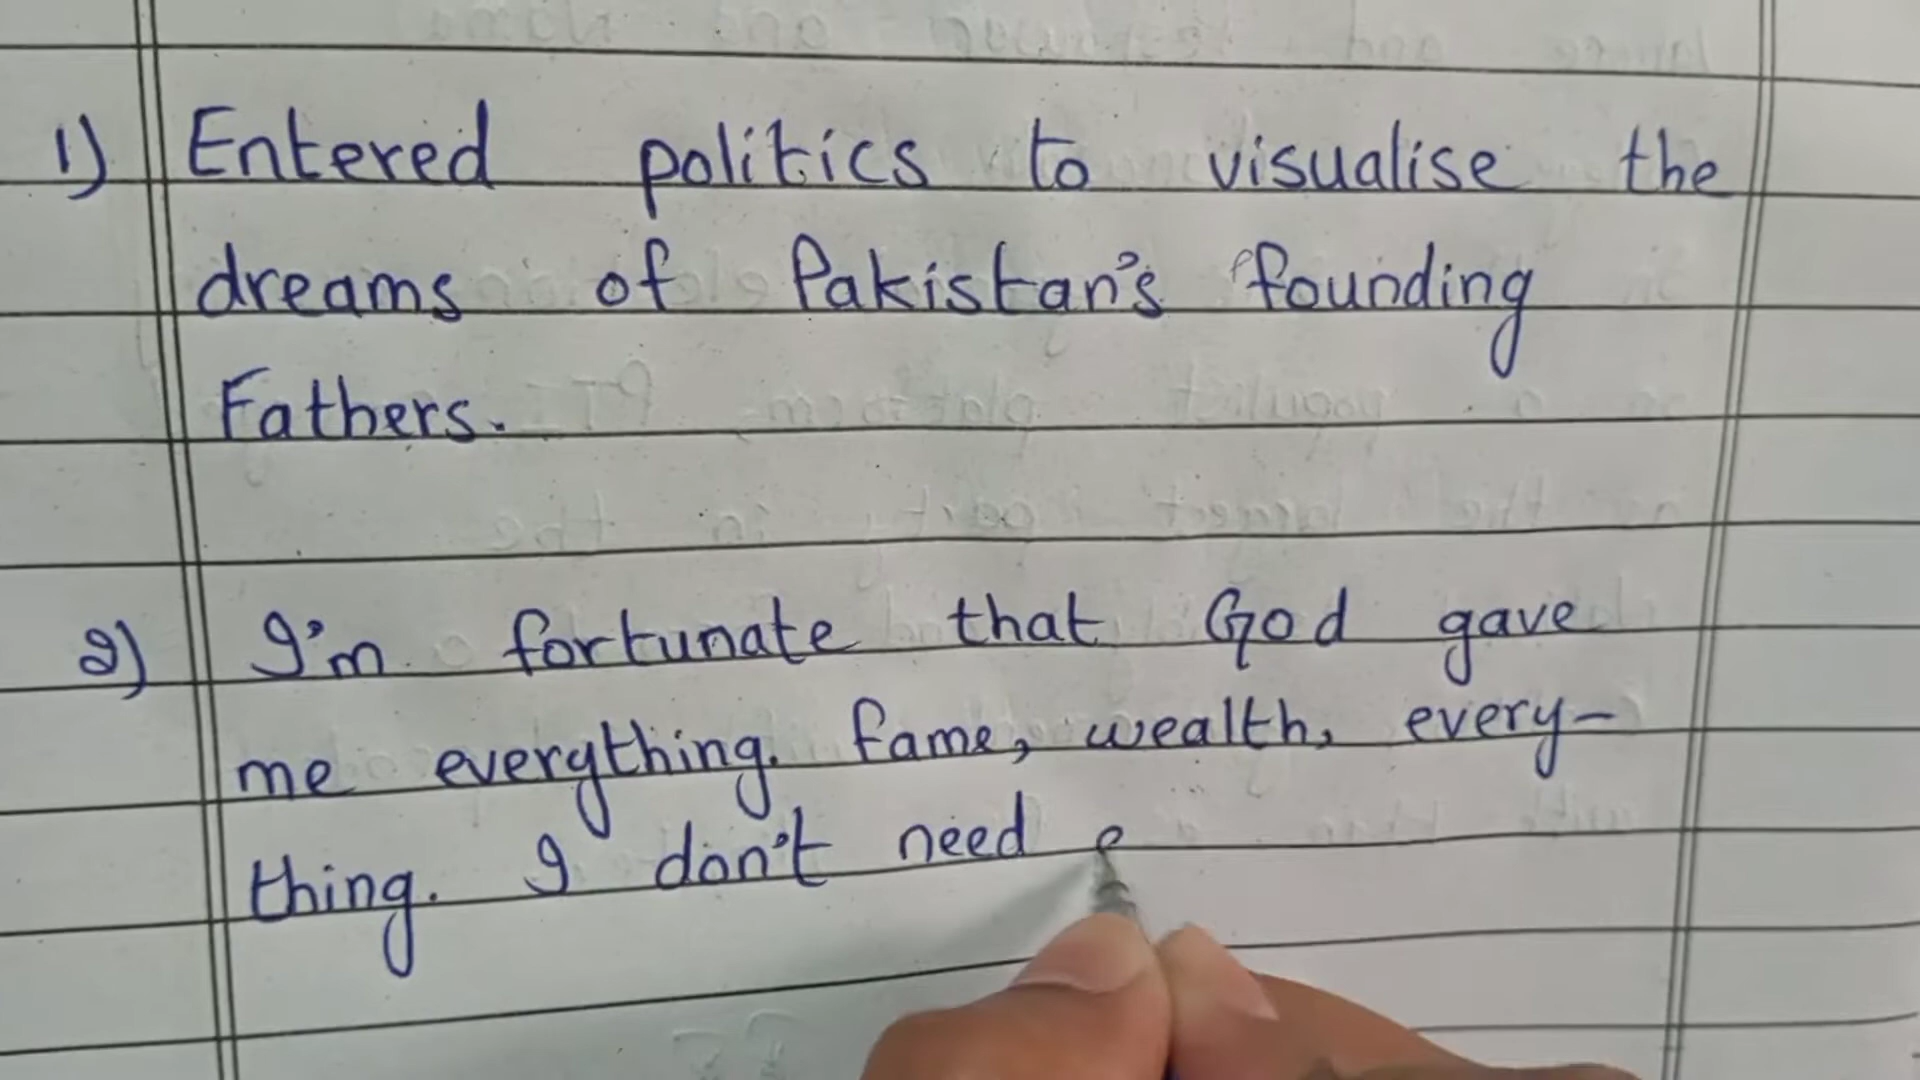 1) Entered politics to visualise the
dreams of Pakistan's founding
Fathers.
2) I'm fortunate that God gave
me everything. fame, wealth, every-
thing. I don't need